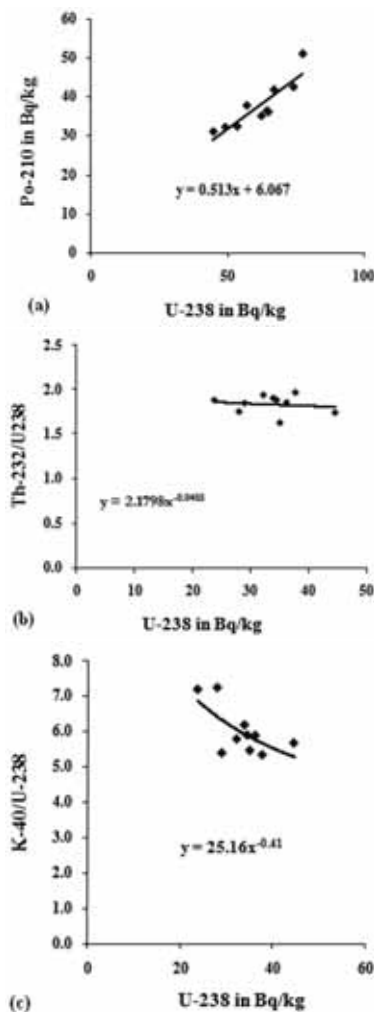 60
50
40
30
20
10
0
Po-210 in Bq/kg
y = 0.513x + 6.067
0
50
100
(a)
U-238 in Bq/kg
2.5
2.0
1.5
1.0
0.5
0.0
Th-232/U238
y = 2.1798x
0
10
20
30
40
50
(b)
U-238 in Bq/kg
8.0
7.0
6.0
5.0
4.0
3.0
2.0
1.0
0.0
K-40/U-238
y = 25.16x^-0.41
0
20
40
60
(c)
U-238 in Bq/kg